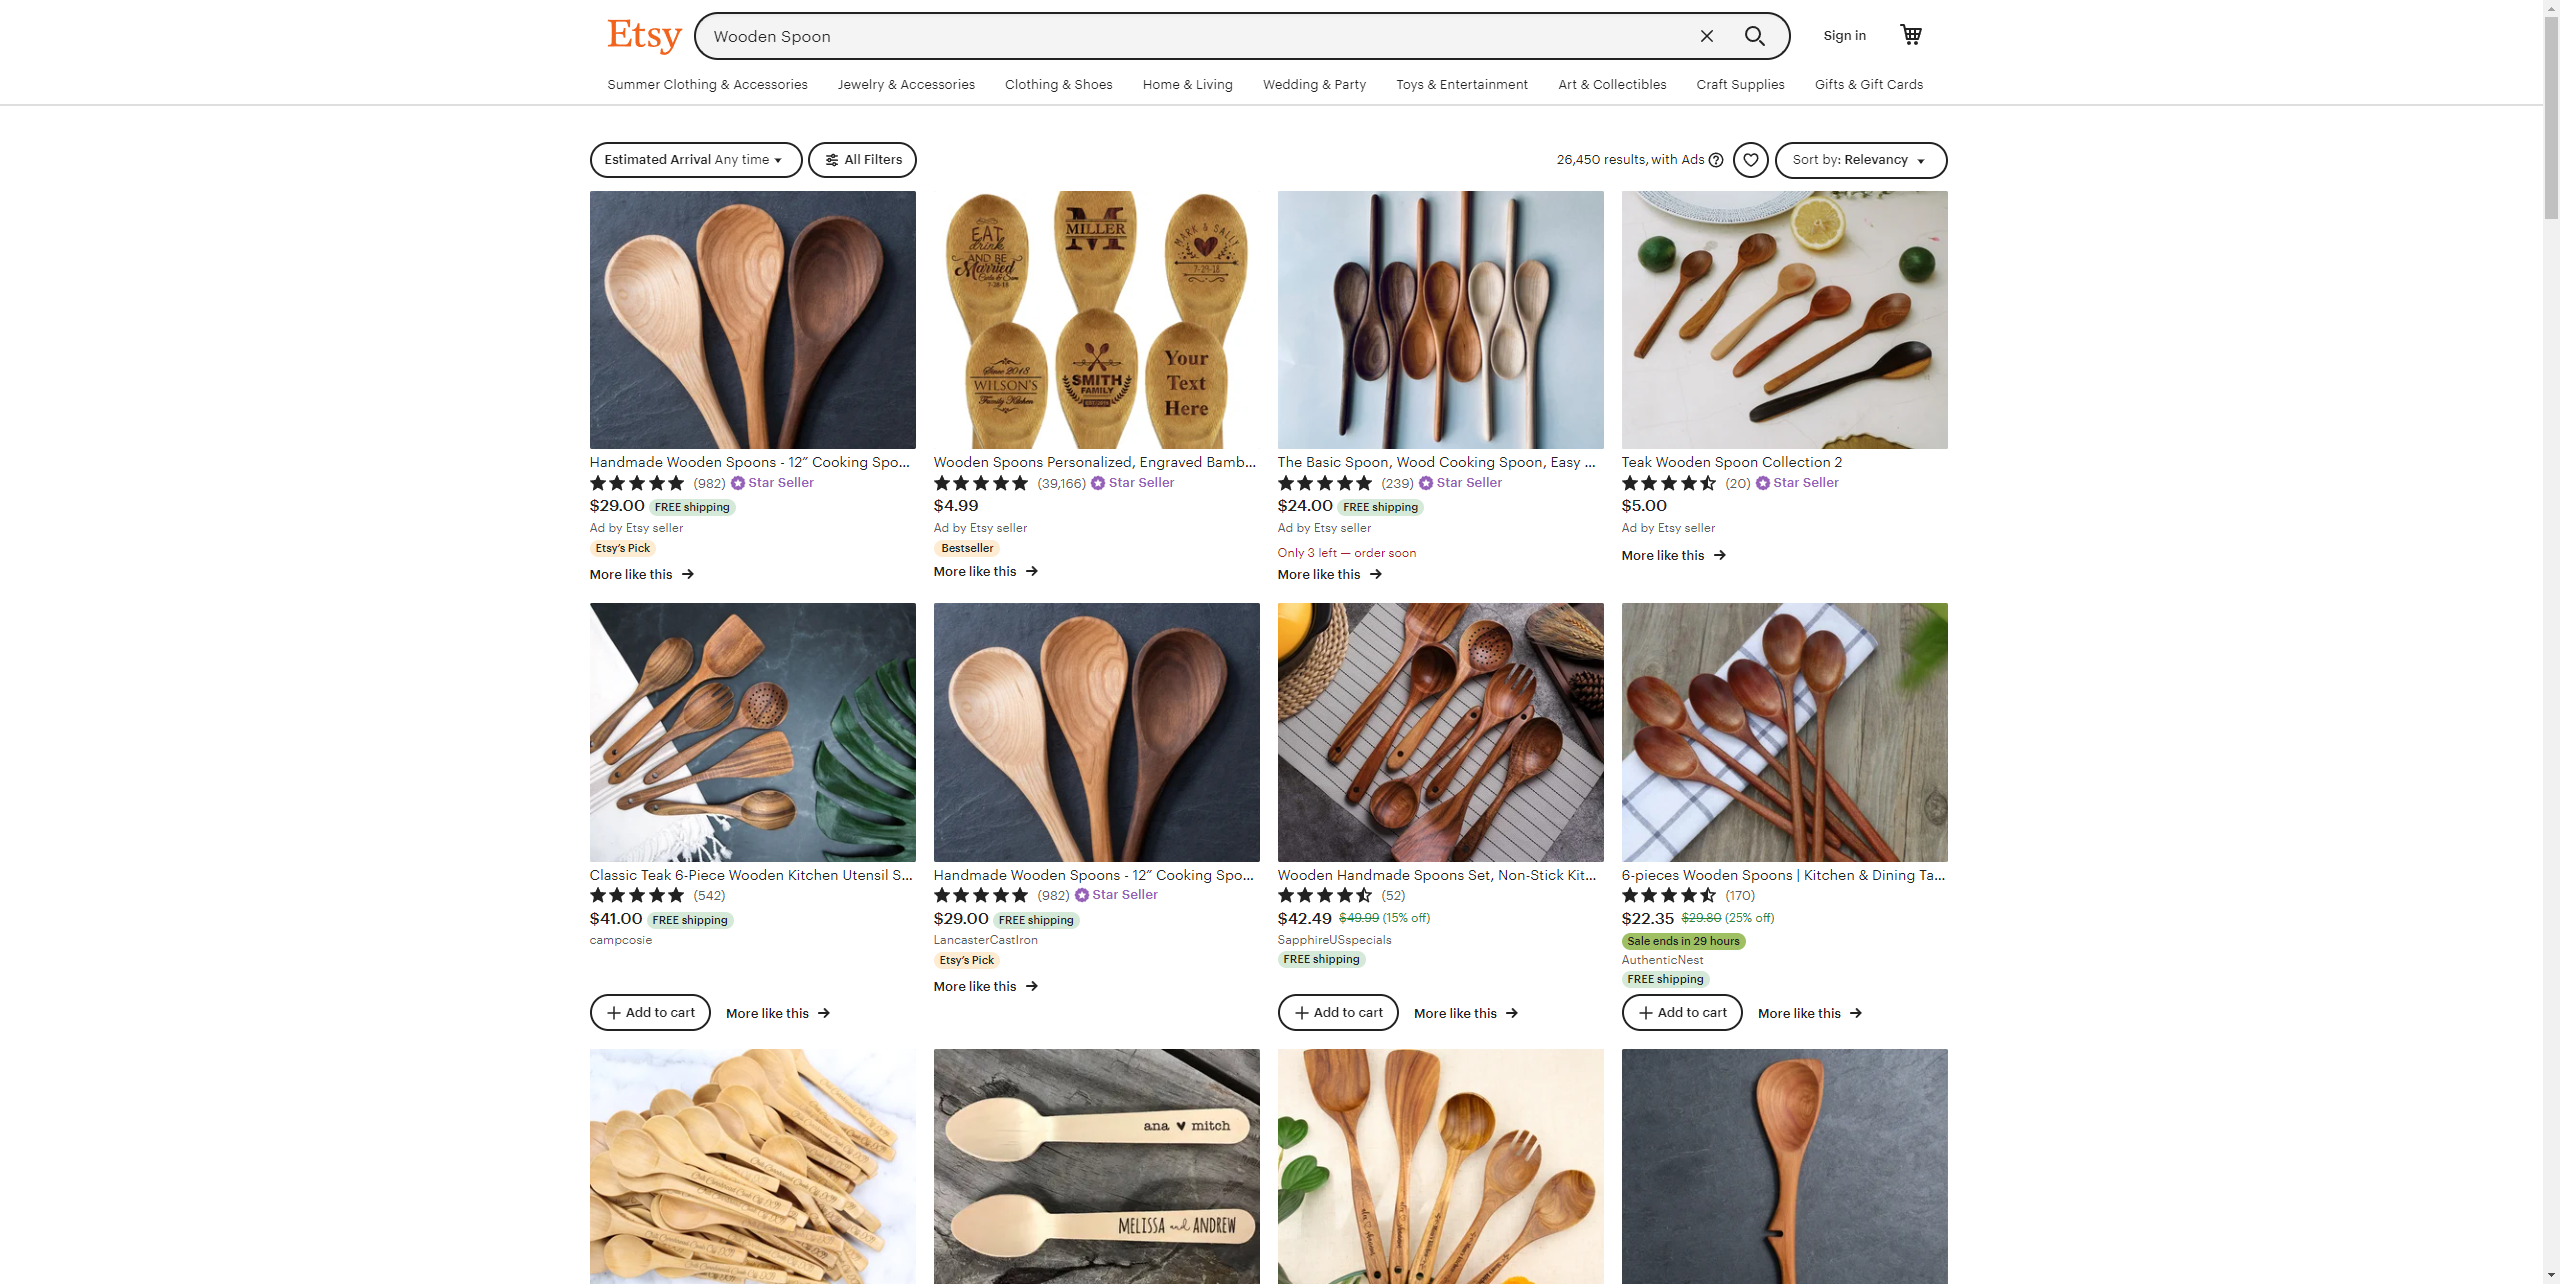 Etsy
Wooden Spoon
Sign in
Summer Clothing & Accessories
Jewelry & Accessories
Clothing & Shoes
Home & Living
Wedding & Party
Toys & Entertainment
Art & Collectibles
Craft Supplies
Gifts & Gift Cards
Estimated Arrival Any time
All Filters
26,450 results, with Ads
Sort by: Relevancy
EAT
drink
AND BE
Married
M
MILLER
MARK & SALLY
7-29-18
Since 2018
WILSON'S
Family Kitchen
SMITH
FAMILY
Your
Text
Here
Handmade Wooden Spoons - 12" Cooking Spo...
(982) Star Seller
$29.00 FREE shipping
Ad by Etsy seller
Etsy's Pick
More like this
Wooden Spoons Personalized, Engraved Bamb...
(39,166) Star Seller
$4.99
Ad by Etsy seller
Bestseller
More like this
The Basic Spoon, Wood Cooking Spoon, Easy ...
(239) Star Seller
$24.00 FREE shipping
Ad by Etsy seller
Only 3 left — order soon
More like this
Teak Wooden Spoon Collection 2
(20) Star Seller
$5.00
Ad by Etsy seller
More like this
Classic Teak 6-Piece Wooden Kitchen Utensil S...
(542)
$41.00 FREE shipping
campcosie
Add to cart
More like this
Handmade Wooden Spoons - 12" Cooking Spo...
(982) Star Seller
$29.00 FREE shipping
LancasterCastIron
Etsy's Pick
More like this
Wooden Handmade Spoons Set, Non-Stick Kit...
(52)
$42.49 $49.99 (15% off)
SapphireUSspecials
FREE shipping
Add to cart
More like this
6-pieces Wooden Spoons | Kitchen & Dining Ta...
(170)
$22.35 $29.80 (25% off)
Sale ends in 29 hours
AuthenticNest
FREE shipping
Add to cart
More like this
ana ♥ mitch
MELISSA and ANDREW